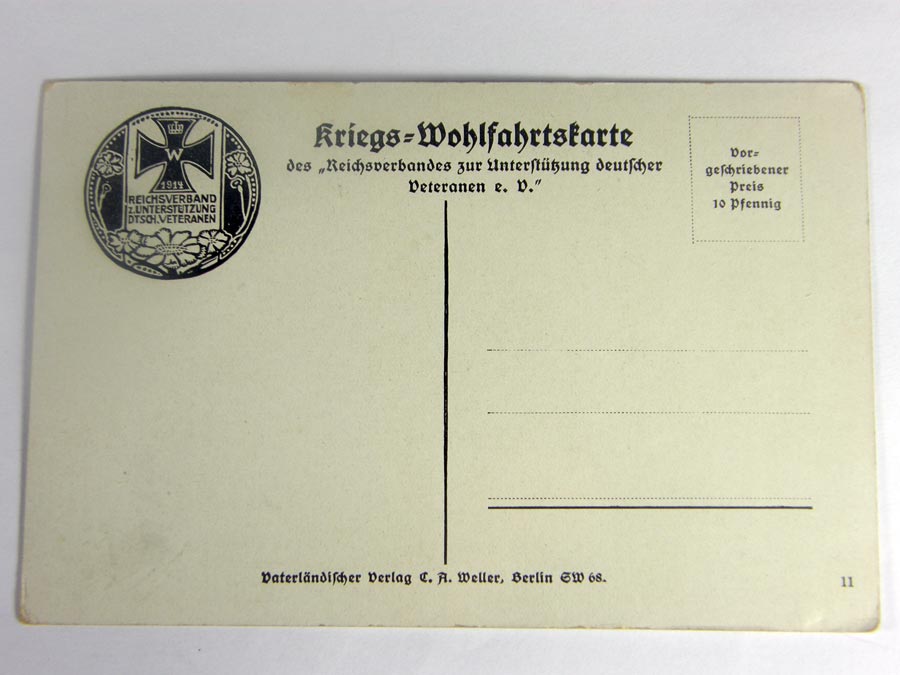 W
1914
REICHSVERBAND
Z. UNTERSTÜTZUNG
DTSCH. VETERANEN
Kriegs=Wohlfahrtskarte
des „Reichsverbandes zur Unterstützung deutscher
Veteranen e. V."
Vor=
geschriebener
Preis
10 Pfennig
Vaterländischer Verlag C. A. Weller, Berlin SW 68.
11